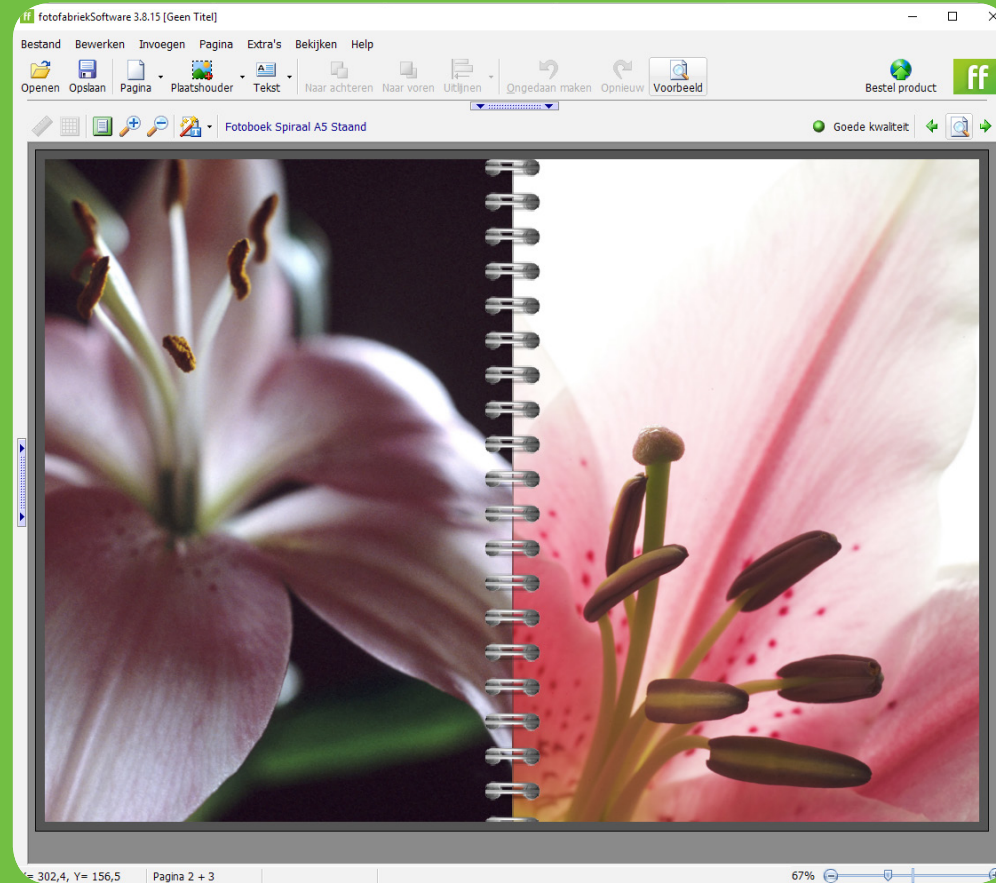 ff fotofabriekSoftware 3.8.15 [Geen Titel]
Bestand Bewerken Invoegen Pagina Extra's Bekijken Help
Openen Opslaan Pagina Plaatshouder Tekst Naar achteren Naar voren Uitlijnen Ongedaan maken Opnieuw Voorbeeld Bestel product ff
Fotoboek Spiraal A5 Staand Goede kwaliteit
= 302,4, Y= 156,5 Pagina 2 + 3 67%